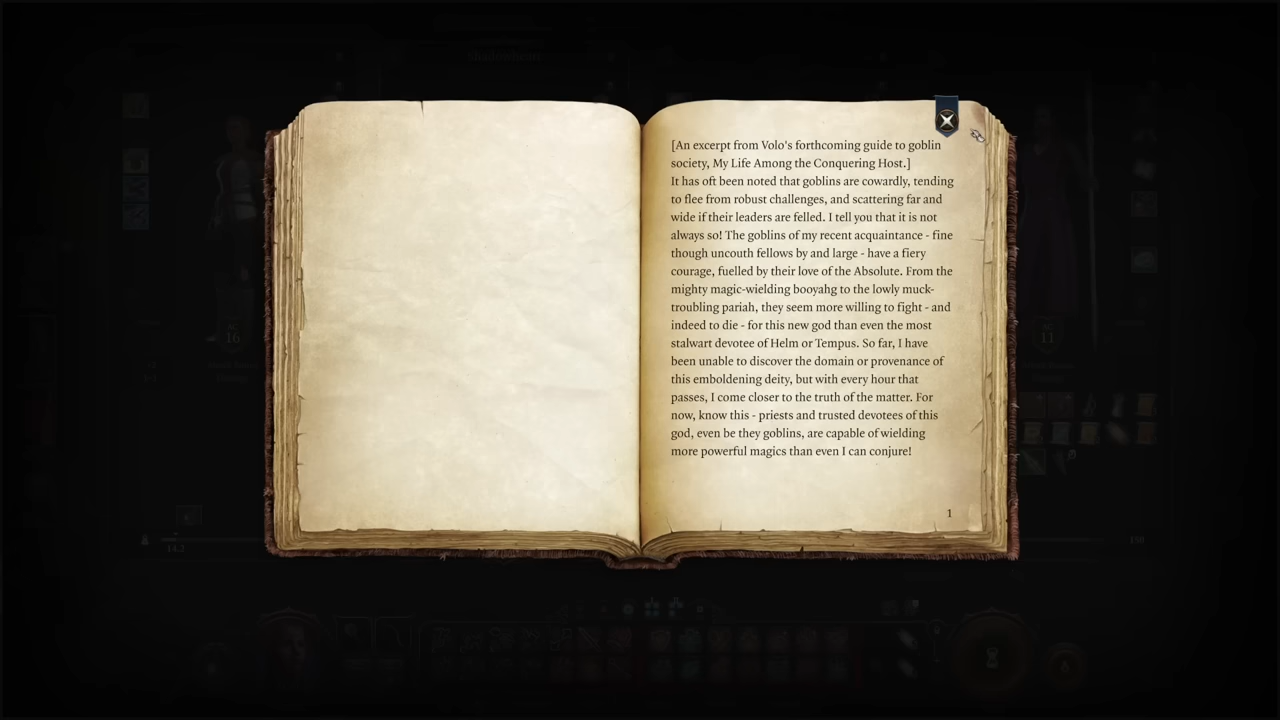 Shadowheart
[An excerpt from Volo's forthcoming guide to goblin
society, My Life Among the Conquering Host.]
It has oft been noted that goblins are cowardly, tending
to flee from robust challenges, and scattering far and
wide if their leaders are felled. I tell you that it is not
always so! The goblins of my recent acquaintance - fine
though uncouth fellows by and large - have a fiery
courage, fuelled by their love of the Absolute. From the
mighty magic-wielding booyahg to the lowly muck-
troubling pariah, they seem more willing to fight - and
indeed to die - for this new god than even the most
stalwart devotee of Helm or Tempus. So far, I have
been unable to discover the domain or provenance of
this emboldening deity, but with every hour that
passes, I come closer to the truth of the matter. For
now, know this - priests and trusted devotees of this
god, even be they goblins, are capable of wielding
more powerful magics than even I can conjure!
1
16
11
14.3
130